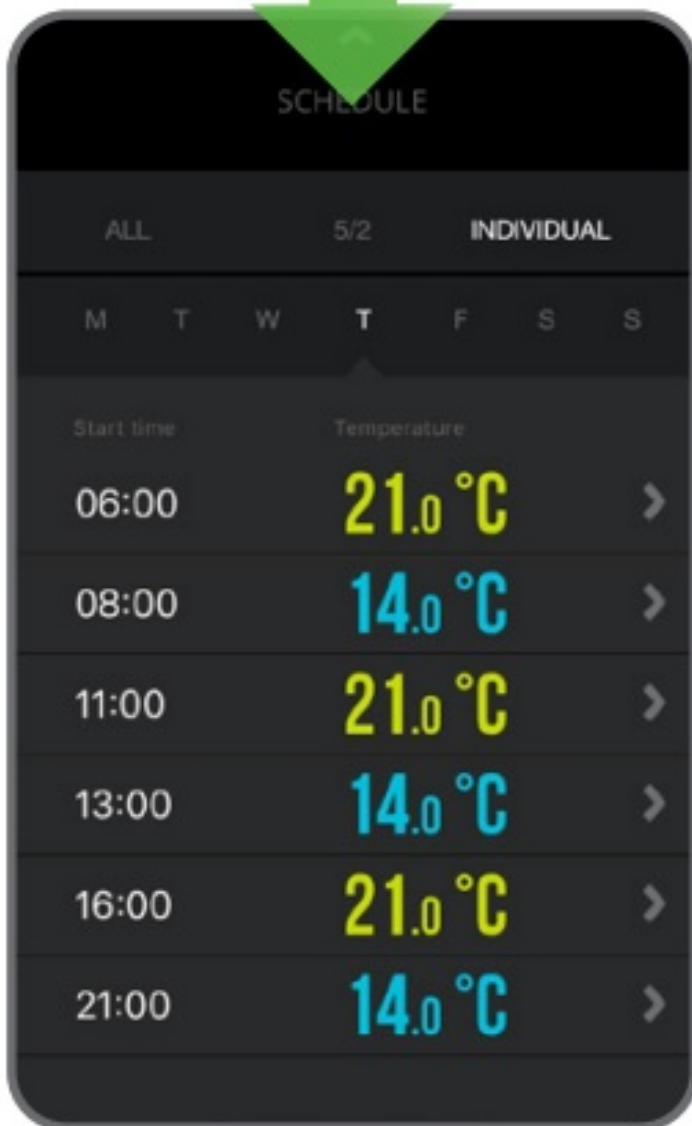 SCHEDULE
ALL 5/2 INDIVIDUAL
M T W T F S S
Start time Temperature
06:00 21.0 °C
08:00 14.0 °C
11:00 21.0 °C
13:00 14.0 °C
16:00 21.0 °C
21:00 14.0 °C